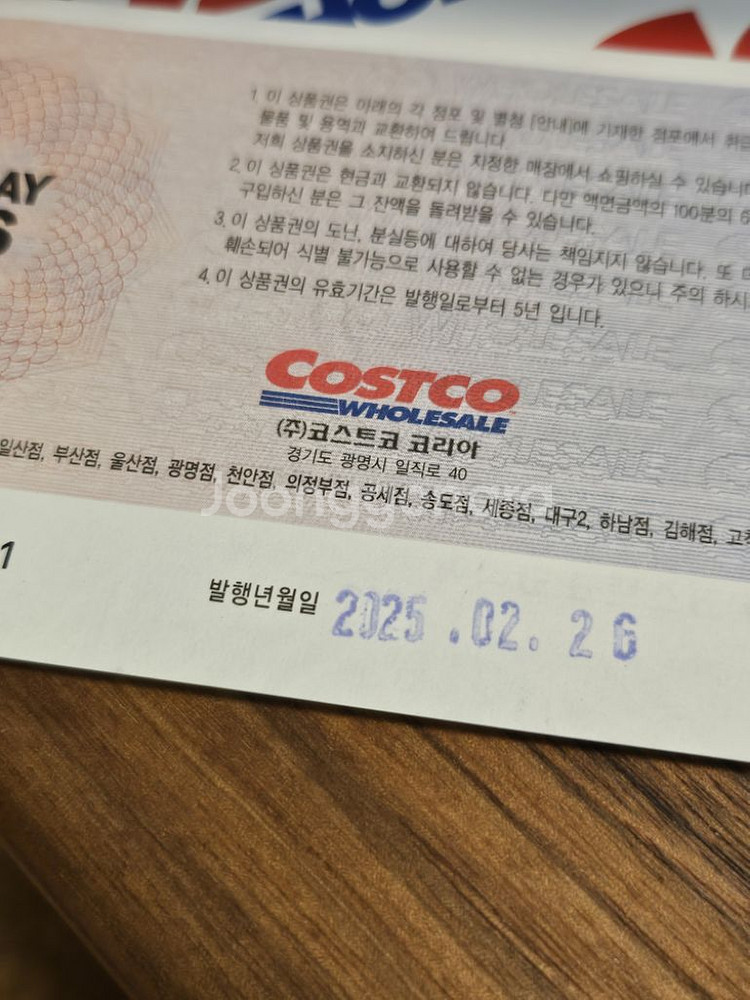 AY
S
1. 이 상품권은 아래의 각 점포 및 별첨 [안내]에 기재한 점포에서 취급
물품 및 용역과 교환하여 드립니다
저희 상품권을 소지하신 분은 지정한 매장에서 쇼핑하실 수 있습니
2. 이 상품권은 현금과 교환되지 않습니다. 다만 액면금액의 100분의 6
구입하신 분은 그 잔액을 돌려받을 수 있습니다.
3. 이 상품권의 도난, 분실등에 대하여 당사는 책임지지 않습니다. 또
훼손되어 식별 불가능으로 사용할 수 없는 경우가 있으니 주의 하시
4. 이 상품권의 유효기간은 발행일로부터 5년 입니다.
COSTCO
WHOLESALE
(주)코스트코 코리아
경기도 광명시 일직로 40
일산점, 부산점, 울산점, 광명점, 천안점, 의정부점, 공세점, 송도점, 세종점, 대구2, 하남점, 김해점, 고척
1
발행년월일 2025.02.26